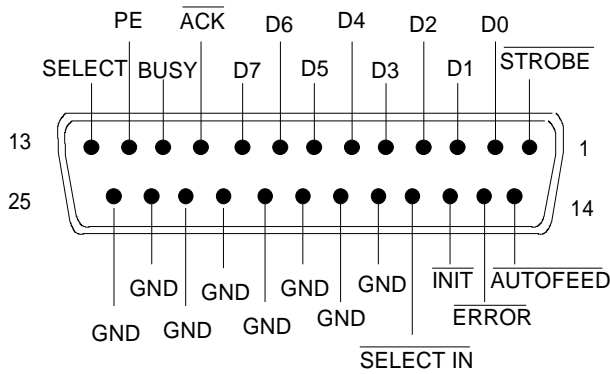 PE ACK D6 D4 D2 D0
SELECT BUSY D7 D5 D3 D1 STROBE
13 1
25 14
GND GND GND GND INIT AUTOFEED
GND GND GND GND ERROR
SELECT IN